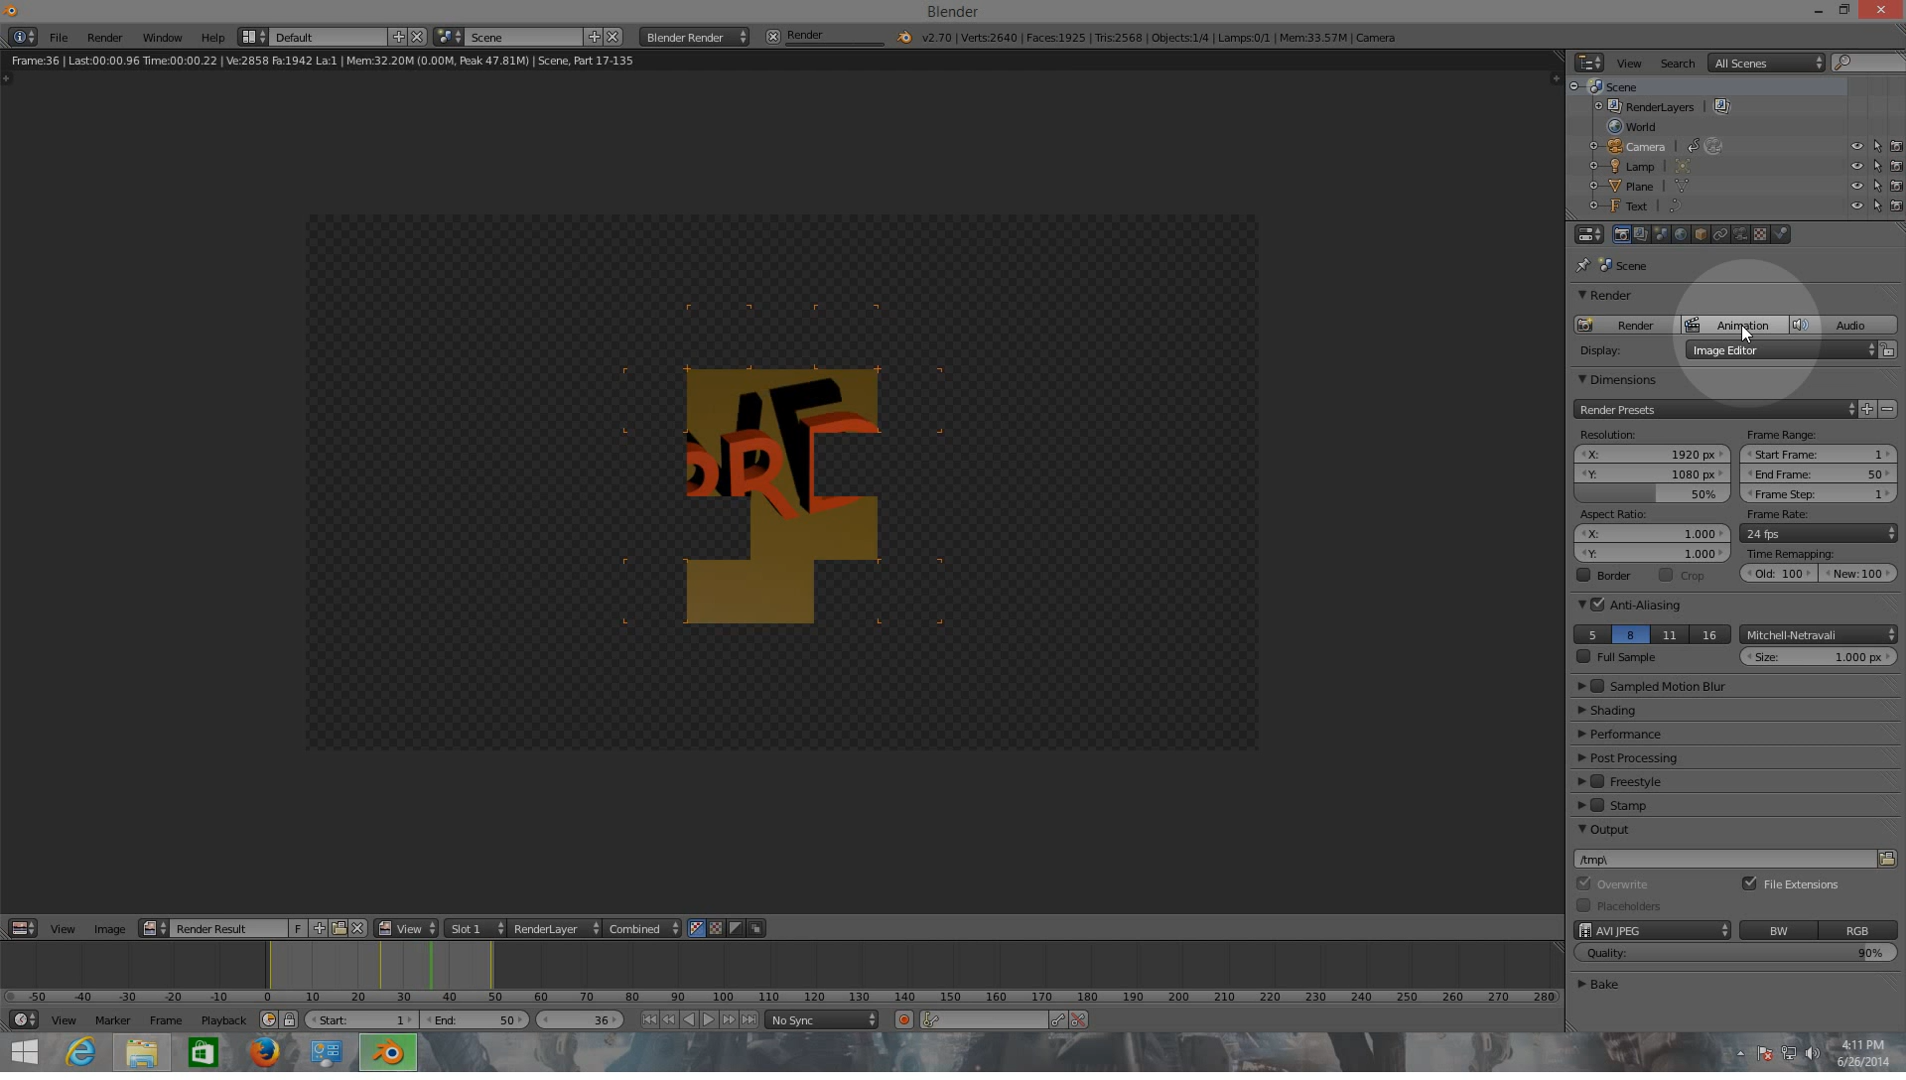 Blender
File Render Window Help Default Scene Blender Render Render v2.70 | Verts:2640 | Faces:1925 | Tris:2568 | Objects:1/4 | Lamps:0/1 | Mem:33.57M | Camera
Frame:36 | Last:00:00.96 Time:00:00.22 | Ve:2858 Fa:1942 La:1 | Mem:32.20M (0.00M, Peak 47.81M) | Scene, Part 17-135
View Search All Scenes
Scene
RenderLayers |
World
Camera |
Lamp |
Plane |
Text |
Scene
Render
Render Animation Audio
Display: Image Editor
Dimensions
Render Presets
Resolution: Frame Range:
X: 1920 px Start Frame: 1
Y: 1080 px End Frame: 50
50% Frame Step: 1
Aspect Ratio: Frame Rate:
X: 1.000 24 fps
Y: 1.000 Time Remapping:
Border Crop Old: 100 New: 100
Anti-Aliasing
5 8 11 16 Mitchell-Netravali
Full Sample Size: 1.000 px
Sampled Motion Blur
Shading
Performance
Post Processing
Freestyle
Stamp
Output
/tmp\
Overwrite File Extensions
Placeholders
AVI JPEG BW RGB
Quality: 90%
Bake
View Image Render Result F View Slot 1 RenderLayer Combined
-50 -40 -30 -20 -10 0 10 20 30 40 50 60 70 80 90 100 110 120 130 140 150 160 170 180 190 200 210 220 230 240 250 260 270 280
View Marker Frame Playback Start: 1 End: 50 36 No Sync
4:11 PM
6/26/2014